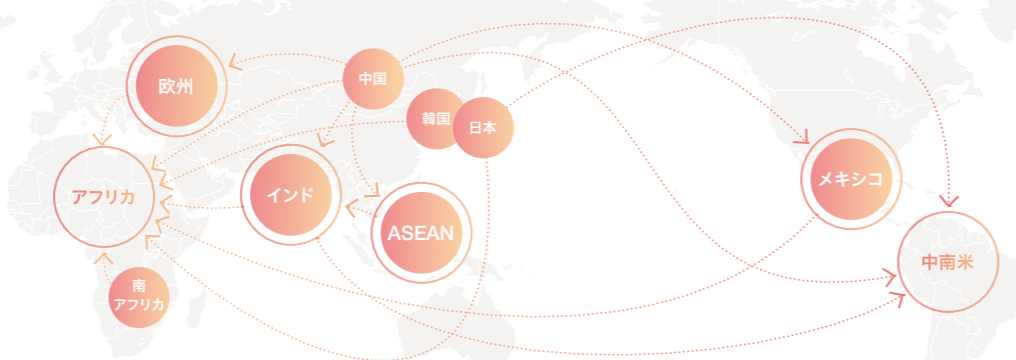 欧州
中国
韓国
日本
アフリカ
インド
ASEAN
メキシコ
中南米
南
アフリカ